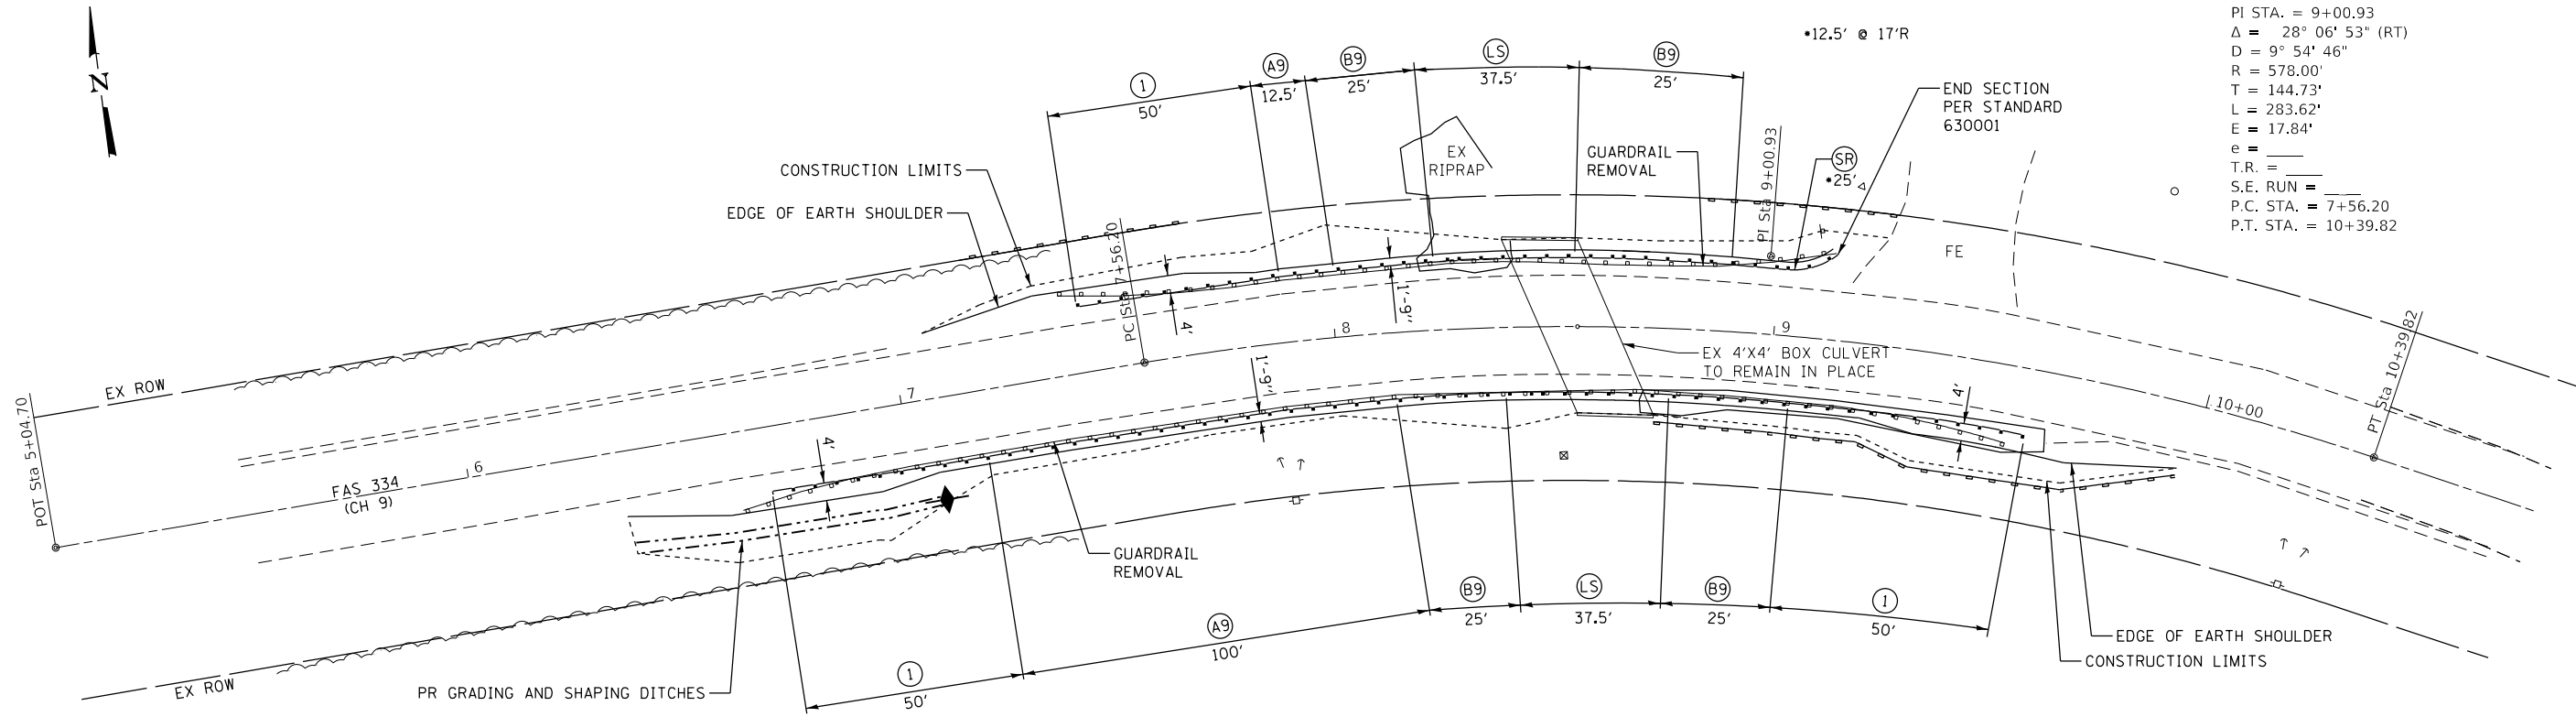 N
*12.5' @ 17'R
PI STA. = 9+00.93
Δ = 28° 06' 53" (RT)
D = 9° 54' 46"
R = 578.00'
T = 144.73'
L = 283.62'
E = 17.84'
e = ____
T.R. = ____
S.E. RUN = ____
P.C. STA. = 7+56.20
P.T. STA. = 10+39.82
1
50'
A9
12.5'
B9
25'
LS
37.5'
B9
25'
END SECTION
PER STANDARD
630001
CONSTRUCTION LIMITS
EDGE OF EARTH SHOULDER
EX
RIPRAP
GUARDRAIL
REMOVAL
PI Sta 9+00.93
SR
*25'
FE
PC Sta 7+56.20
4'
1'-9"
8
9
EX 4'X4' BOX CULVERT
TO REMAIN IN PLACE
1'-9"
4'
10+00
PT Sta 10+39.82
EX ROW
POT Sta 5+04.70
6
7
FAS 334
(CH 9)
4'
GUARDRAIL
REMOVAL
PR GRADING AND SHAPING DITCHES
EX ROW
1
50'
A9
100'
B9
25'
LS
37.5'
B9
25'
1
50'
EDGE OF EARTH SHOULDER
CONSTRUCTION LIMITS